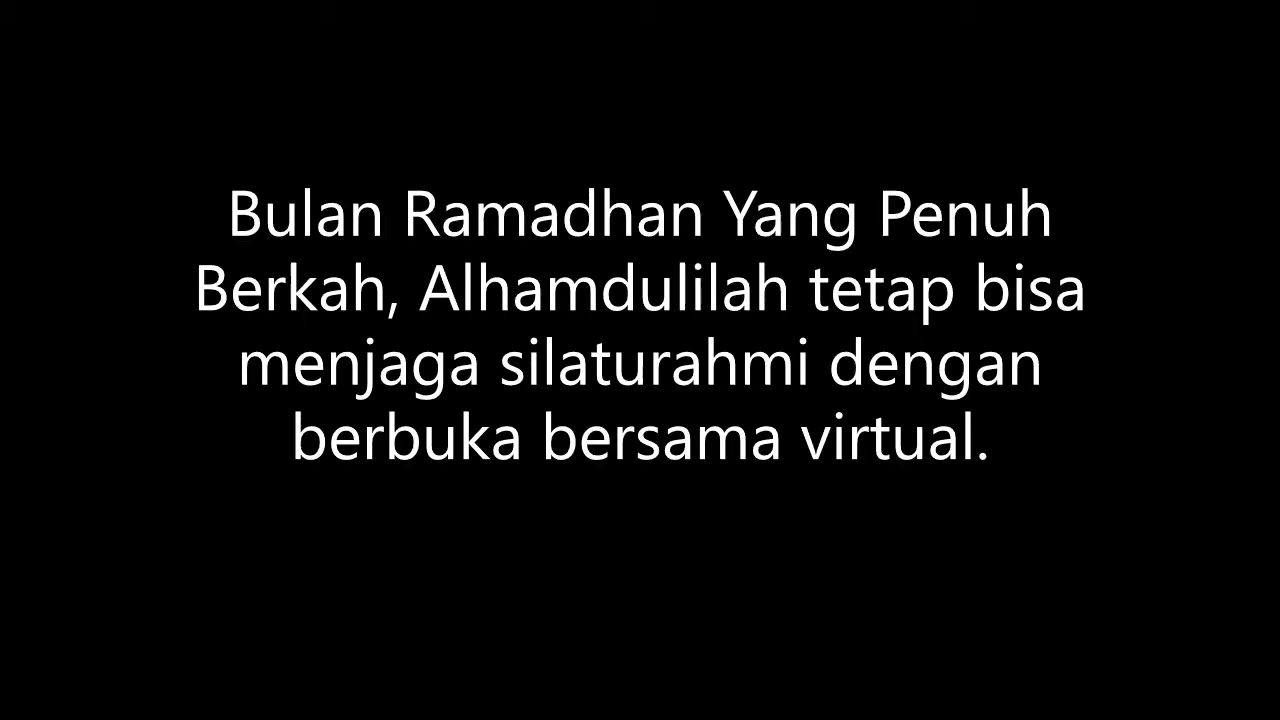 Bulan Ramadhan Yang Penuh
Berkah, Alhamdulilah tetap bisa
menjaga silaturahmi dengan
berbuka bersama virtual.